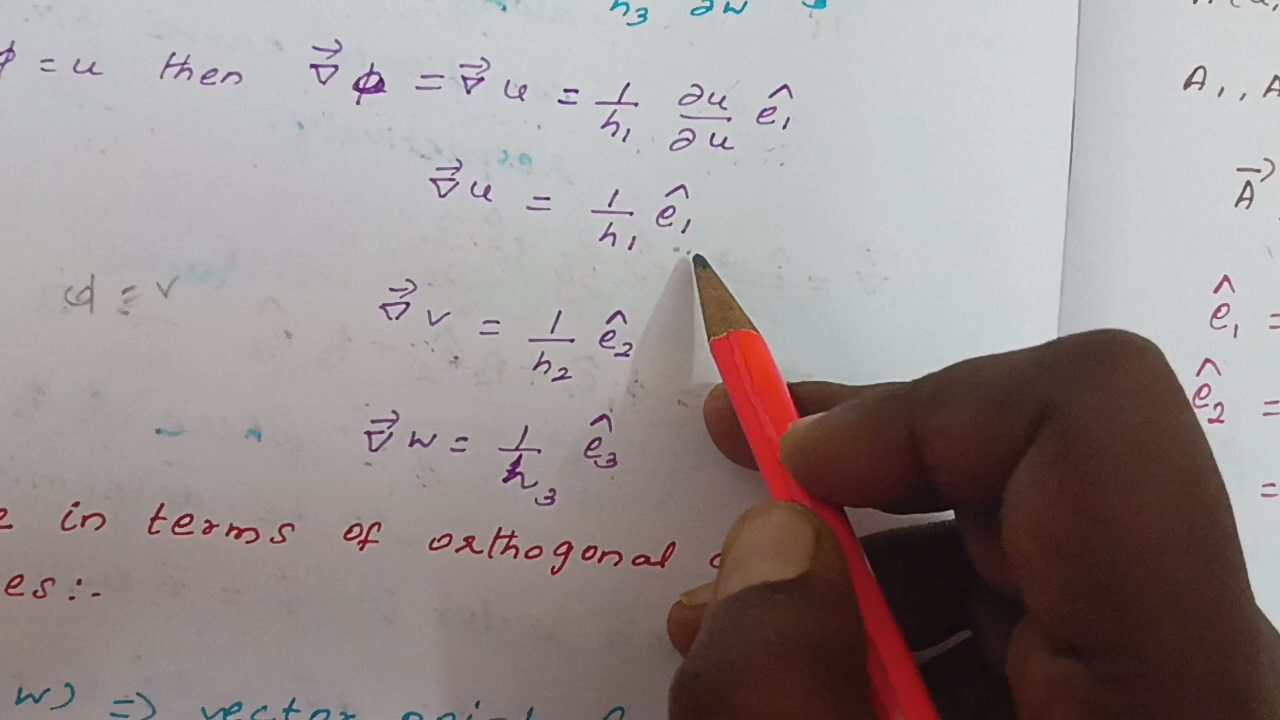 h₃ ∂w
ϕ = u then ∇⃗ ϕ = ∇⃗ u = 1/h₁ ∂u/∂u ê₁
∇⃗ u = 1/h₁ ê₁
ϕ = v ∇⃗ v = 1/h₂ ê₂
∇⃗ w = 1/h₃ ê₃
in terms of orthogonal
es:-
w) => vector
A₁, A
A⃗
ê₁ =
ê₂ =
=